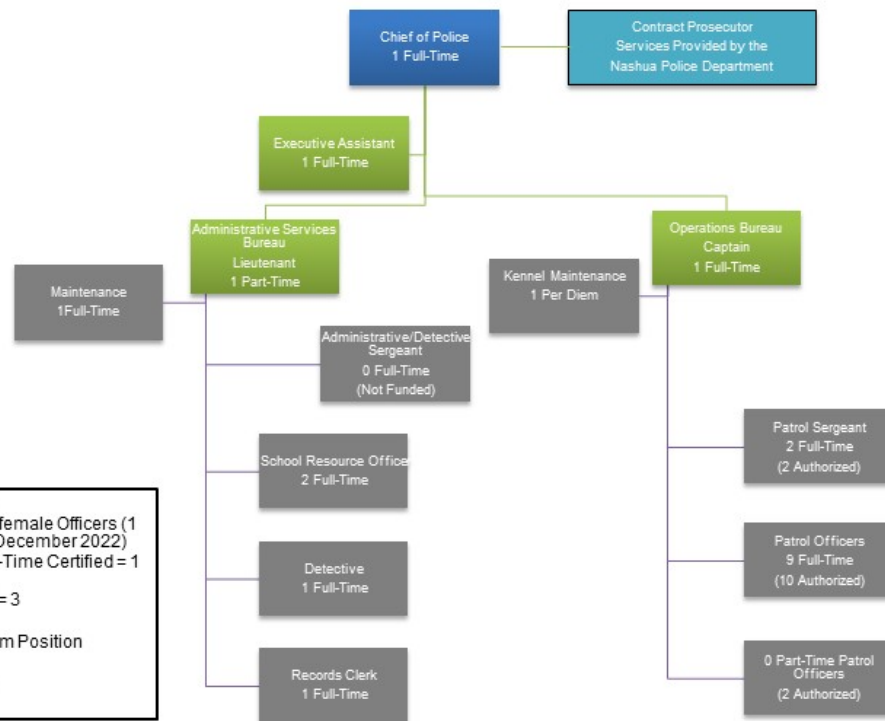 Chief of Police
1 Full-Time
Contract Prosecutor
Services Provided by the
Nashua Police Department
Executive Assistant
1 Full-Time
Administrative Services
Bureau
Lieutenant
1 Part-Time
Operations Bureau
Captain
1 Full-Time
Maintenance
1Full-Time
Kennel Maintenance
1 Per Diem
Administrative/Detective
Sergeant
0 Full-Time
(Not Funded)
School Resource Office
2 Full-Time
Detective
1 Full-Time
Records Clerk
1 Full-Time
Patrol Sergeant
2 Full-Time
(2 Authorized)
Patrol Officers
9 Full-Time
(10 Authorized)
0 Part-Time Patrol
Officers
(2 Authorized)
female Officers (1
December 2022)
-Time Certified = 1
= 3
m Position